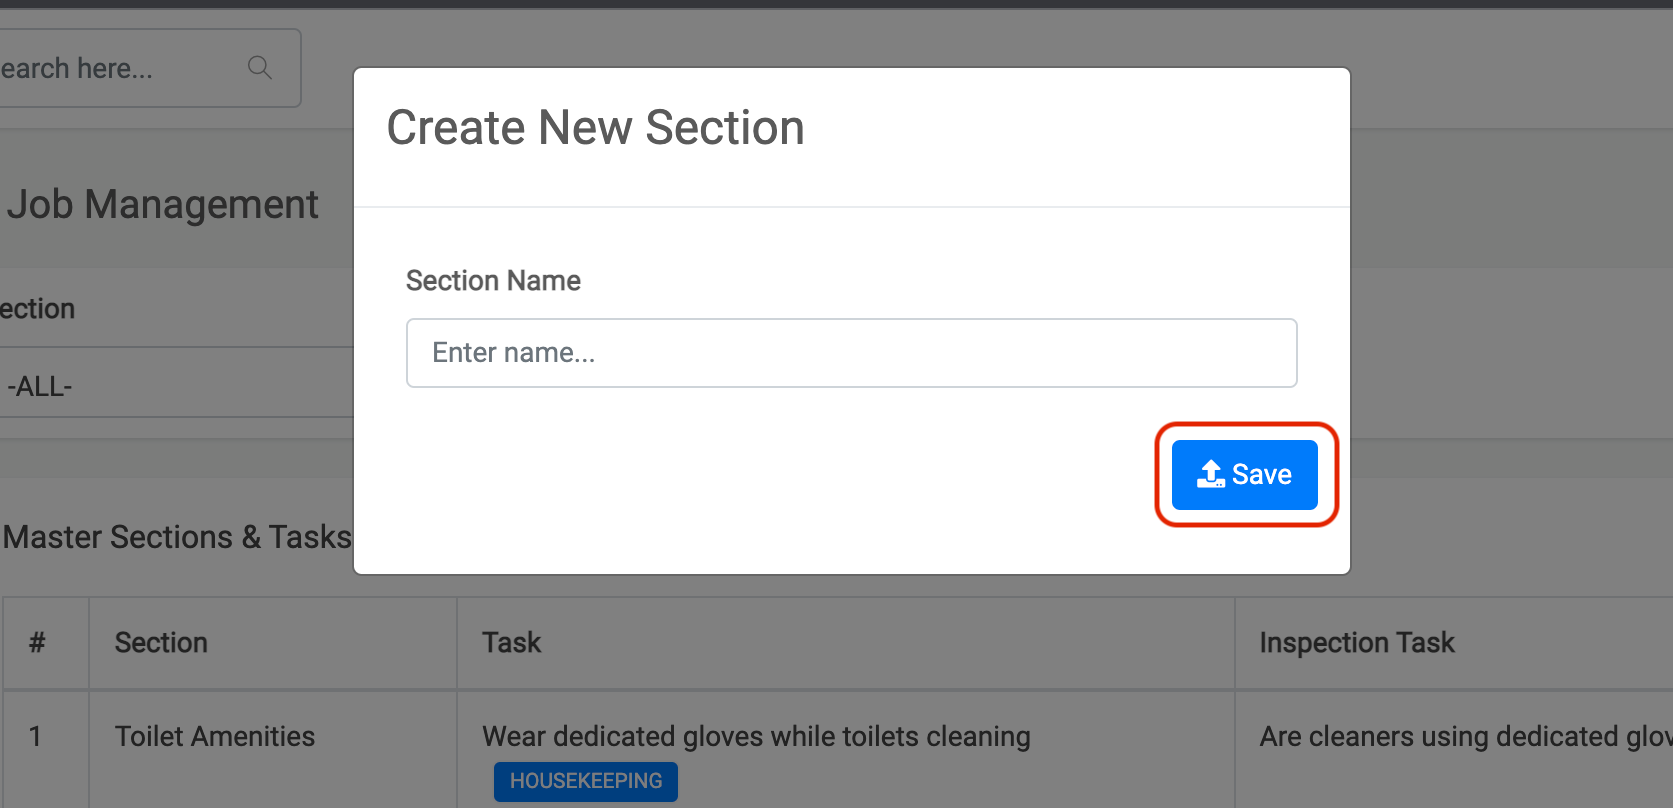 earch here...
Create New Section
Job Management
Section Name
ection
Enter name...
-ALL-
Save
Master Sections & Tasks
# Section Task Inspection Task
1 Toilet Amenities Wear dedicated gloves while toilets cleaning Are cleaners using dedicated glov
HOUSEKEEPING